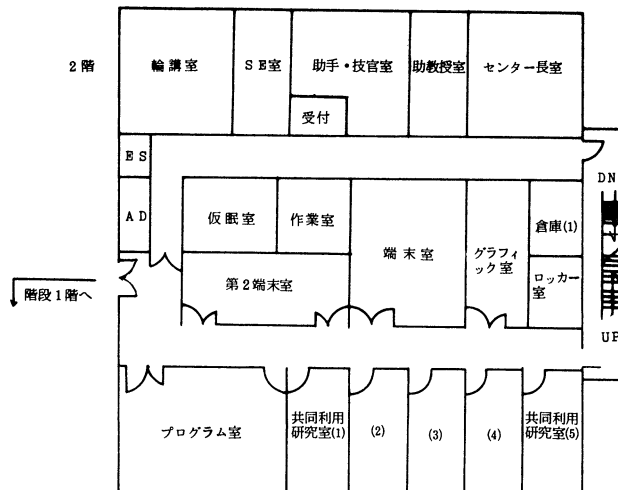 2階
輪講室
SE室
助手・技官室
助教授室
センター長室
受付
ES
DN
AD
仮眠室
作業室
端末室
グラフィ
ック室
倉庫(1)
ロッカー
室
第2端末室
階段1階へ
UP
プログラム室
共同利用
研究室(1)
(2)
(3)
(4)
共同利用
研究室(5)